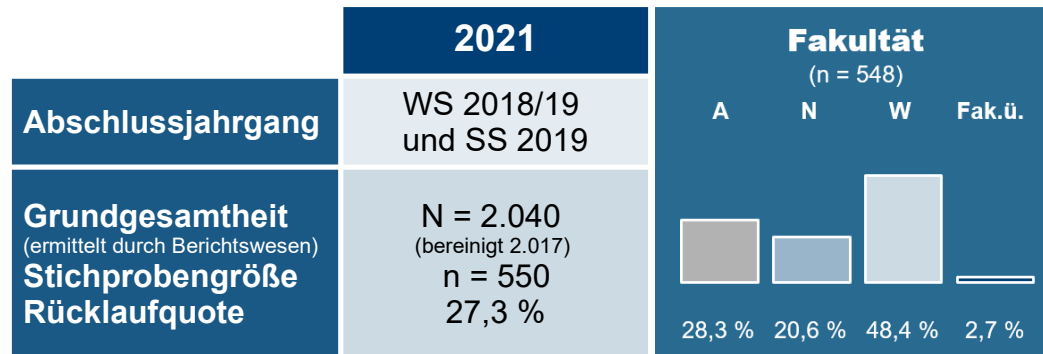 2021
Abschlussjahrgang
WS 2018/19
und SS 2019
Grundgesamtheit
(ermittelt durch Berichtswesen)
Stichprobengröße
Rücklaufquote
N = 2.040
(bereinigt 2.017)
n = 550
27,3 %
Fakultät
(n = 548)
A N W Fak.ü.
28,3 % 20,6 % 48,4 % 2,7 %